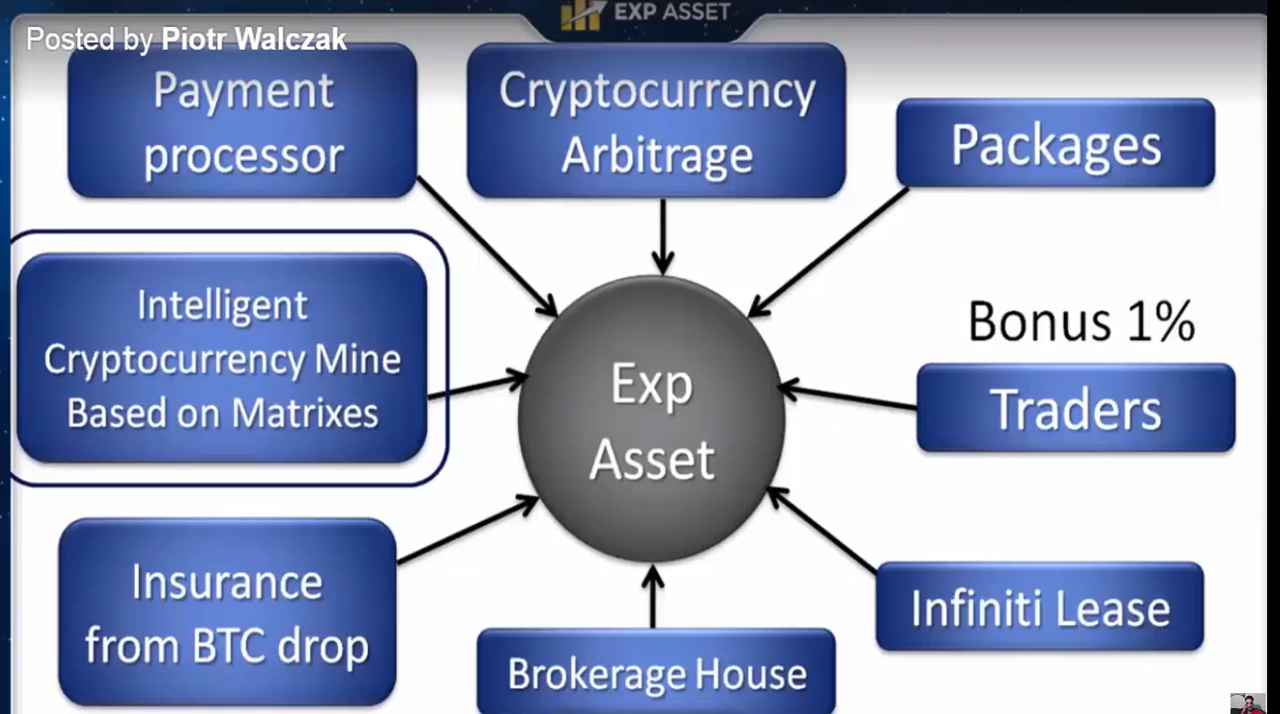 EXP ASSET
Posted by Piotr Walczak
Payment
processor
Cryptocurrency
Arbitrage
Packages
Intelligent
Cryptocurrency Mine
Based on Matrixes
Exp
Asset
Bonus 1%
Traders
Insurance
from BTC drop
Brokerage House
Infiniti Lease